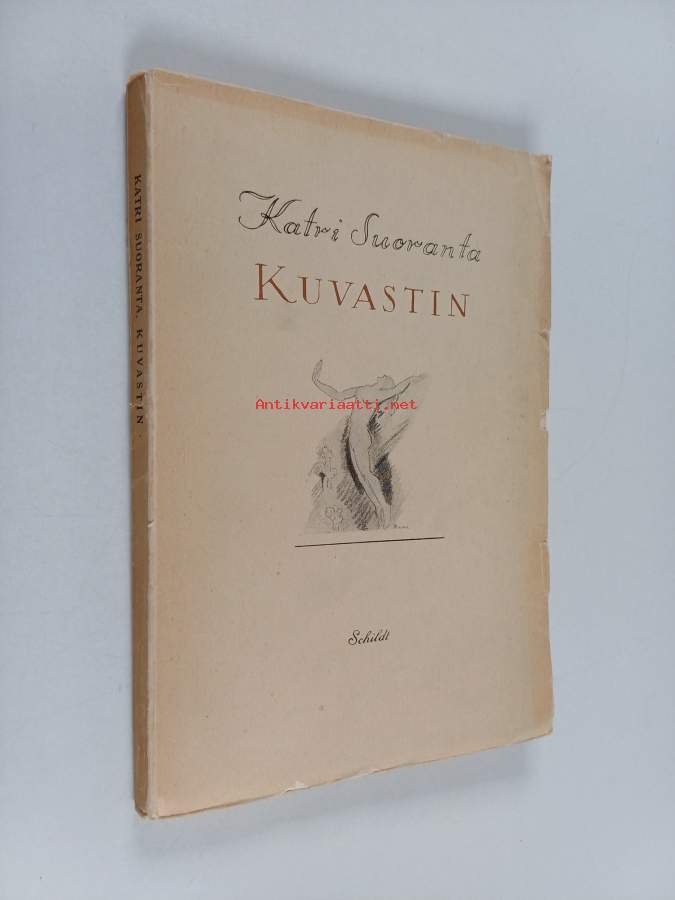 KATRI SUORANTA. KUVASTIN.
Katri Suoranta
KUVASTIN
Antikvariaatti.net
Schildt